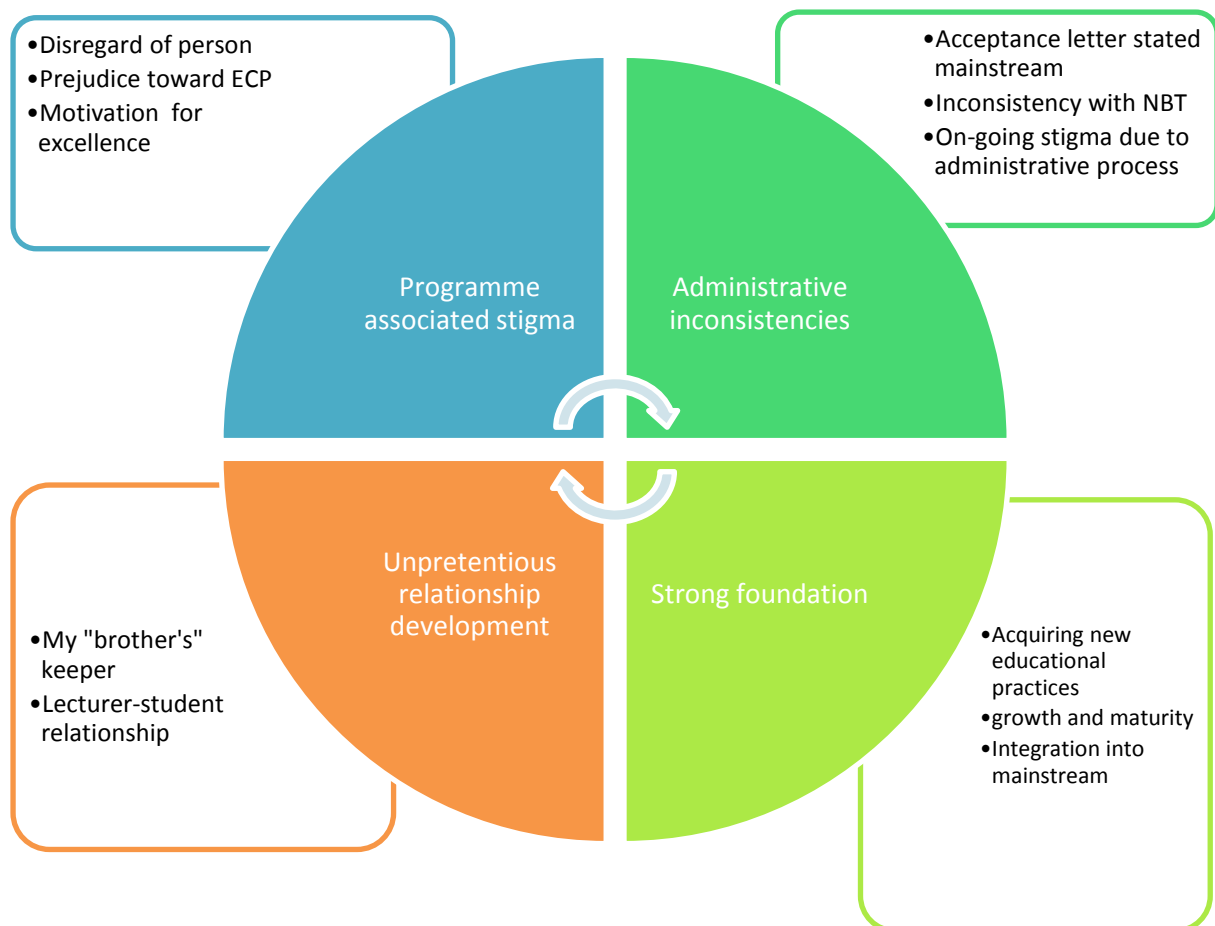 •Disregard of person
•Prejudice toward ECP
•Motivation for
excellence
•Acceptance letter stated
mainstream
•Inconsistency with NBT
•On-going stigma due to
administrative process
Programme
associated stigma
Administrative
inconsistencies
Unpretentious
relationship
development
Strong foundation
•My "brother's"
keeper
•Lecturer-student
relationship
•Acquiring new
educational
practices
•growth and maturity
•Integration into
mainstream